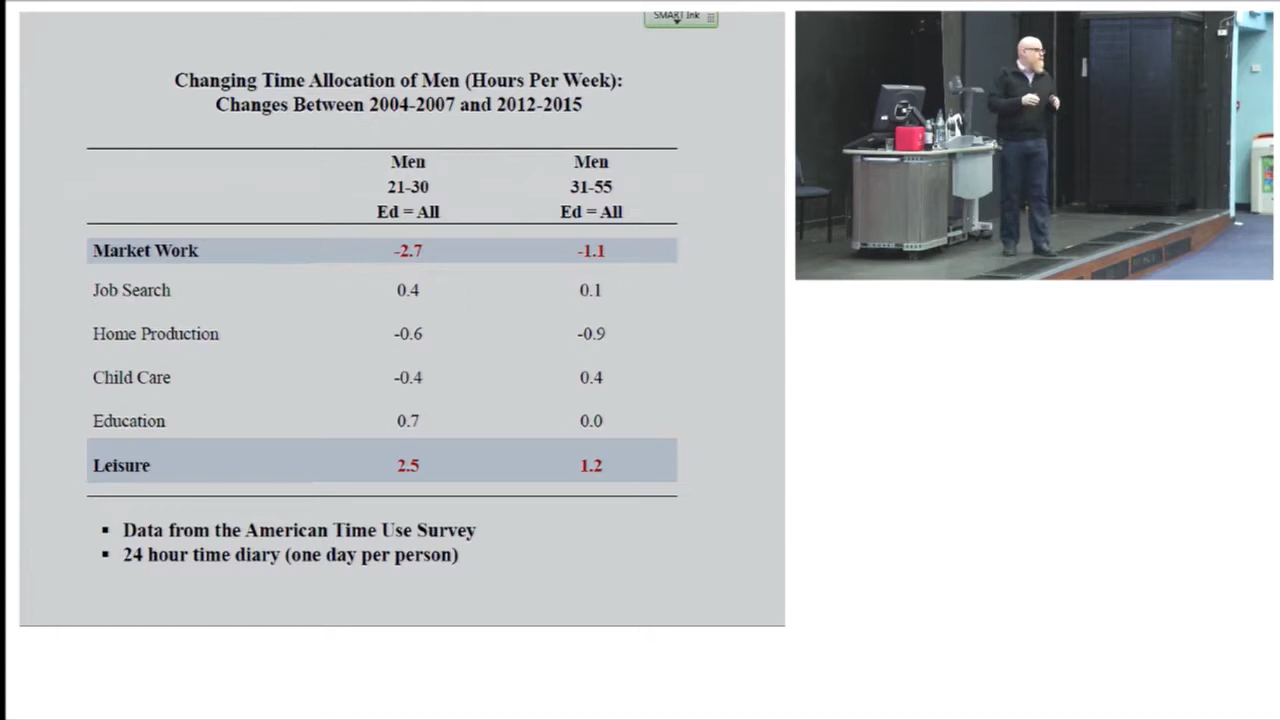 SMART Ink
Changing Time Allocation of Men (Hours Per Week):
Changes Between 2004-2007 and 2012-2015
Men Men
21-30 31-55
Ed = All Ed = All
Market Work -2.7 -1.1
Job Search 0.4 0.1
Home Production -0.6 -0.9
Child Care -0.4 0.4
Education 0.7 0.0
Leisure 2.5 1.2
▪ Data from the American Time Use Survey
▪ 24 hour time diary (one day per person)